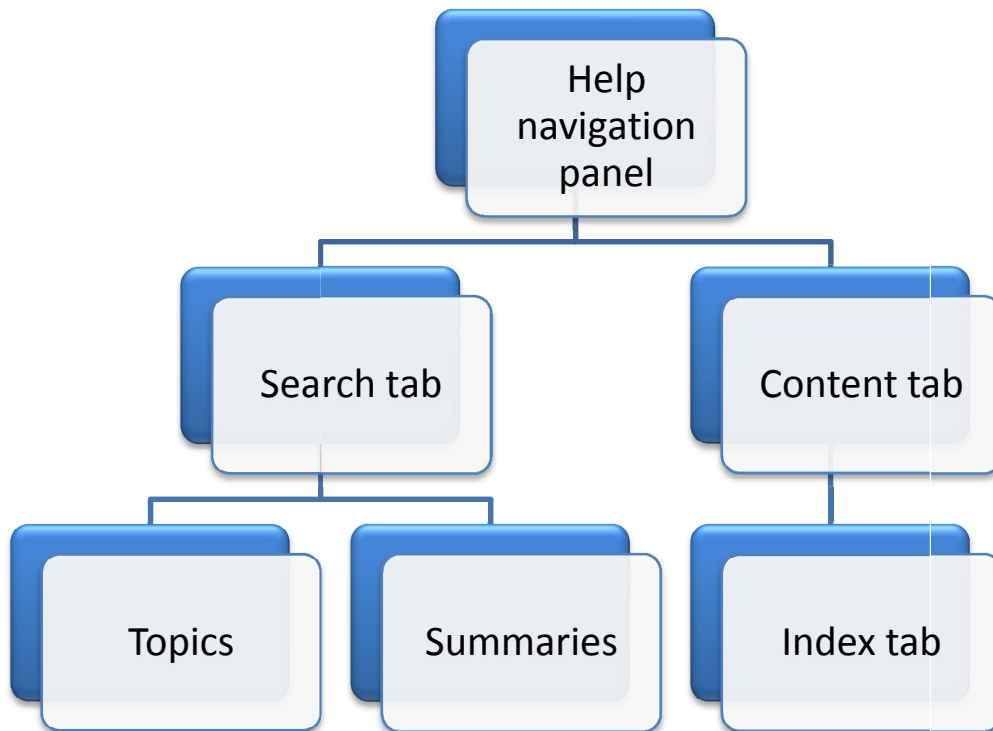 Help
navigation
panel
Search tab
Content tab
Topics
Summaries
Index tab